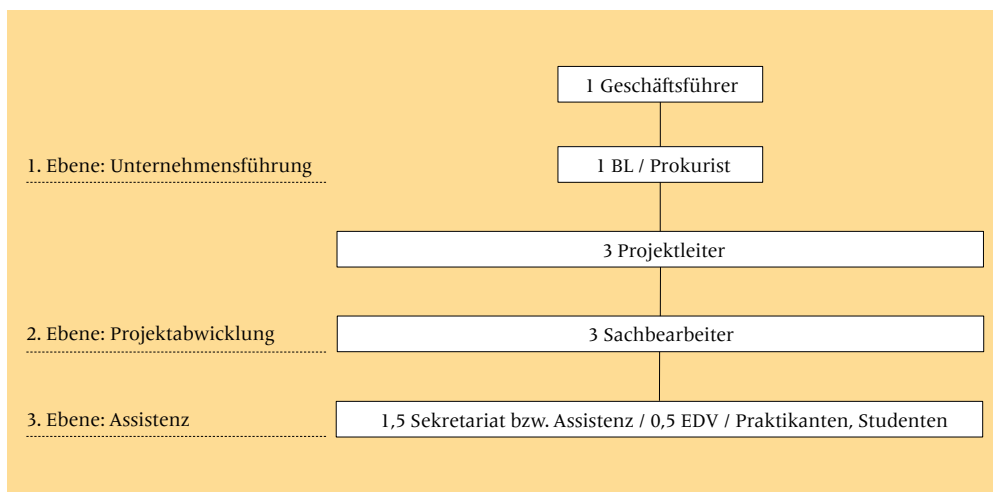 1 Geschäftsführer
1. Ebene: Unternehmensführung
1 BL / Prokurist
3 Projektleiter
2. Ebene: Projektabwicklung
3 Sachbearbeiter
3. Ebene: Assistenz
1,5 Sekretariat bzw. Assistenz / 0,5 EDV / Praktikanten, Studenten